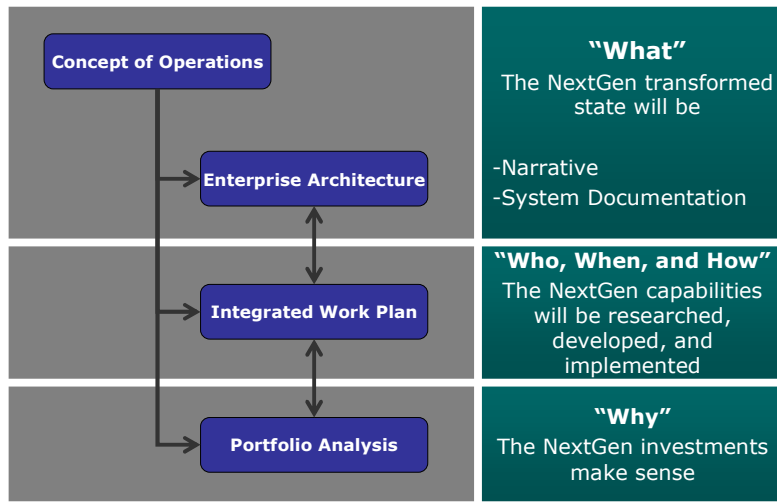 Concept of Operations
Enterprise Architecture
“What”
The NextGen transformed
state will be
-Narrative
-System Documentation
Integrated Work Plan
“Who, When, and How”
The NextGen capabilities
will be researched,
developed, and
implemented
Portfolio Analysis
“Why”
The NextGen investments
make sense